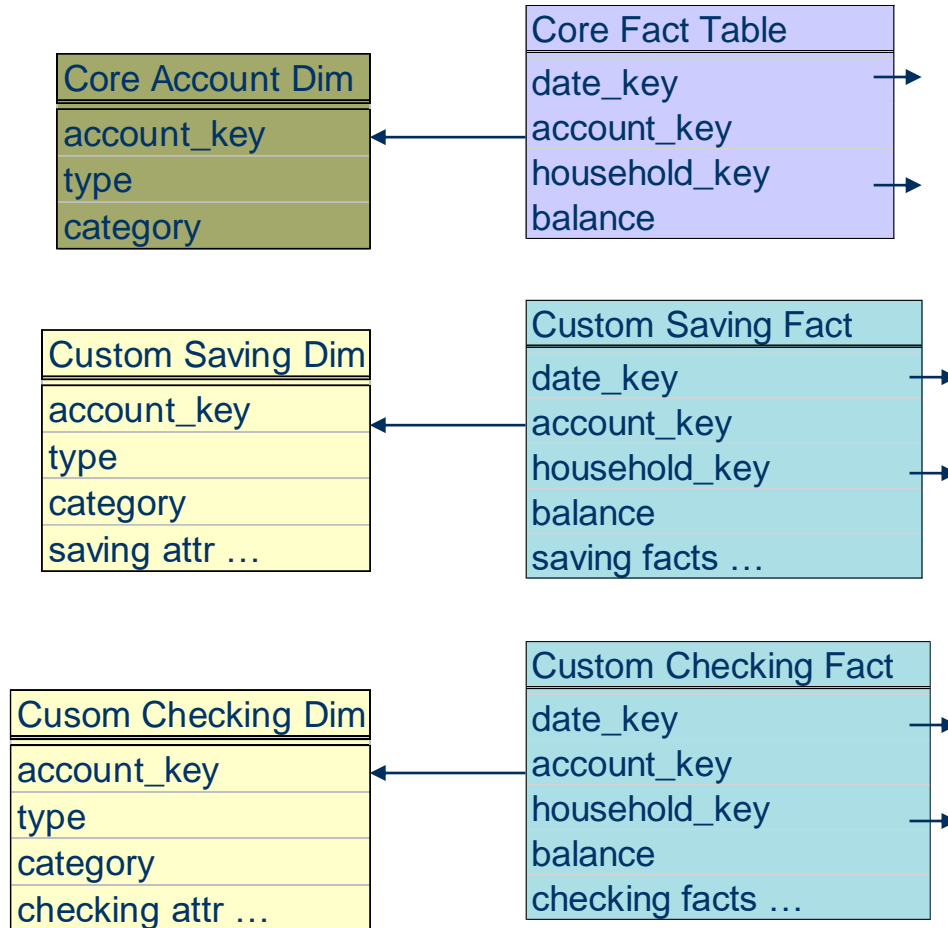 Core Account Dim
account_key
type
category
Core Fact Table
date_key
account_key
household_key
balance
Custom Saving Dim
account_key
type
category
saving attr …
Custom Saving Fact
date_key
account_key
household_key
balance
saving facts …
Cusom Checking Dim
account_key
type
category
checking attr …
Custom Checking Fact
date_key
account_key
household_key
balance
checking facts …